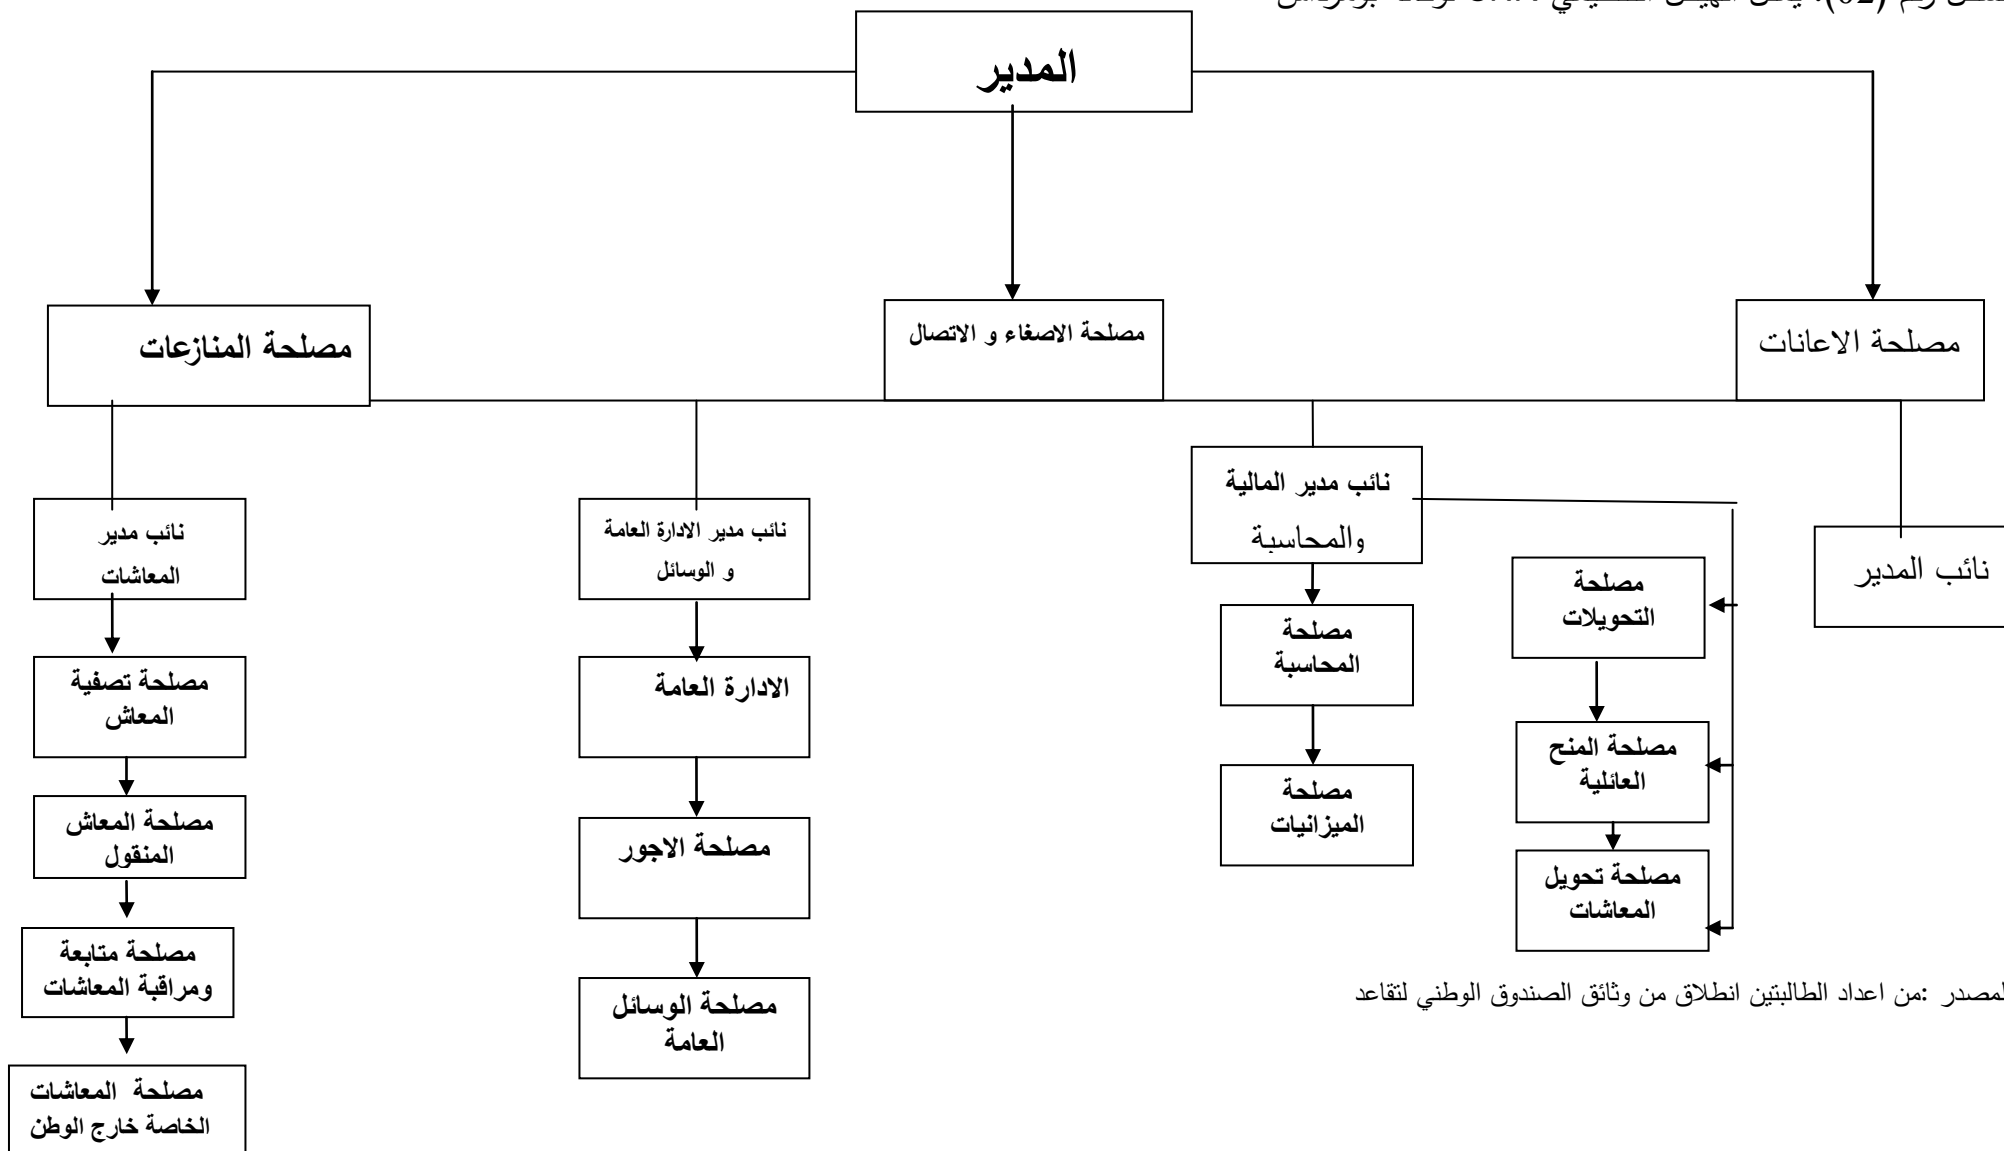 المدير
مصلحة الاعانات
مصلحة الاصغاء و الاتصال
مصلحة المنازعات
نائب المدير
نائب مدير المالية
والمحاسبة
مصلحة
التحويلات
مصلحة المنح
العائلية
مصلحة تحويل
المعاشات
مصلحة
المحاسبة
مصلحة
الميزانيات
نائب مدير الادارة العامة
و الوسائل
الادارة العامة
مصلحة الاجور
مصلحة الوسائل
العامة
نائب مدير
المعاشات
مصلحة تصفية
المعاش
مصلحة المعاش
المنقول
مصلحة متابعة
ومراقبة المعاشات
مصلحة المعاشات
الخاصة خارج الوطن
لمصدر :من اعداد الطالبتين انطلاق من وثائق الصندوق الوطني لتقاعد